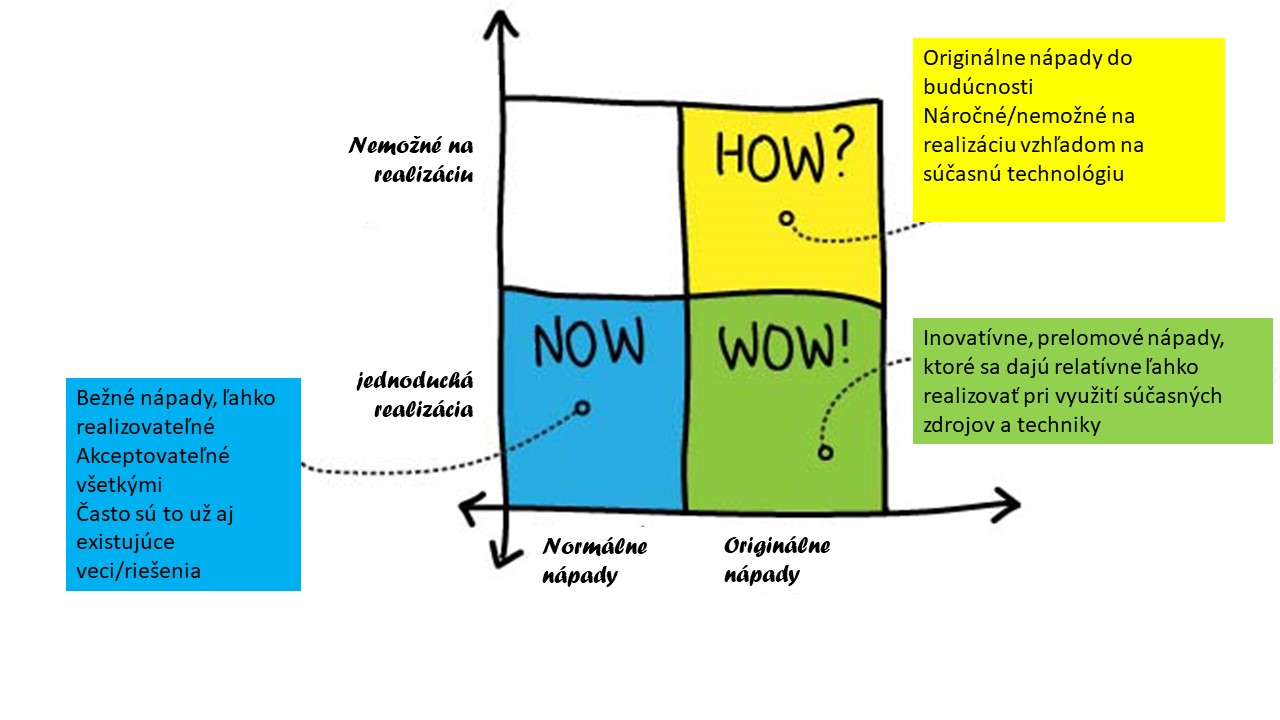 Originálne nápady do
budúcnosti
Náročné/nemožné na
realizáciu vzhľadom na
súčasnú technológiu
Nemožné na
realizáciu
HOW?
NOW
WOW!
Inovatívne, prelomové nápady,
ktoré sa dajú relatívne ľahko
realizovať pri využití súčasných
zdrojov a techniky
jednoduchá
realizácia
Bežné nápady, ľahko
realizovateľné
Akceptovateľné
všetkými
Často sú to už aj
existujúce
veci/riešenia
Normálne
nápady
Originálne
nápady